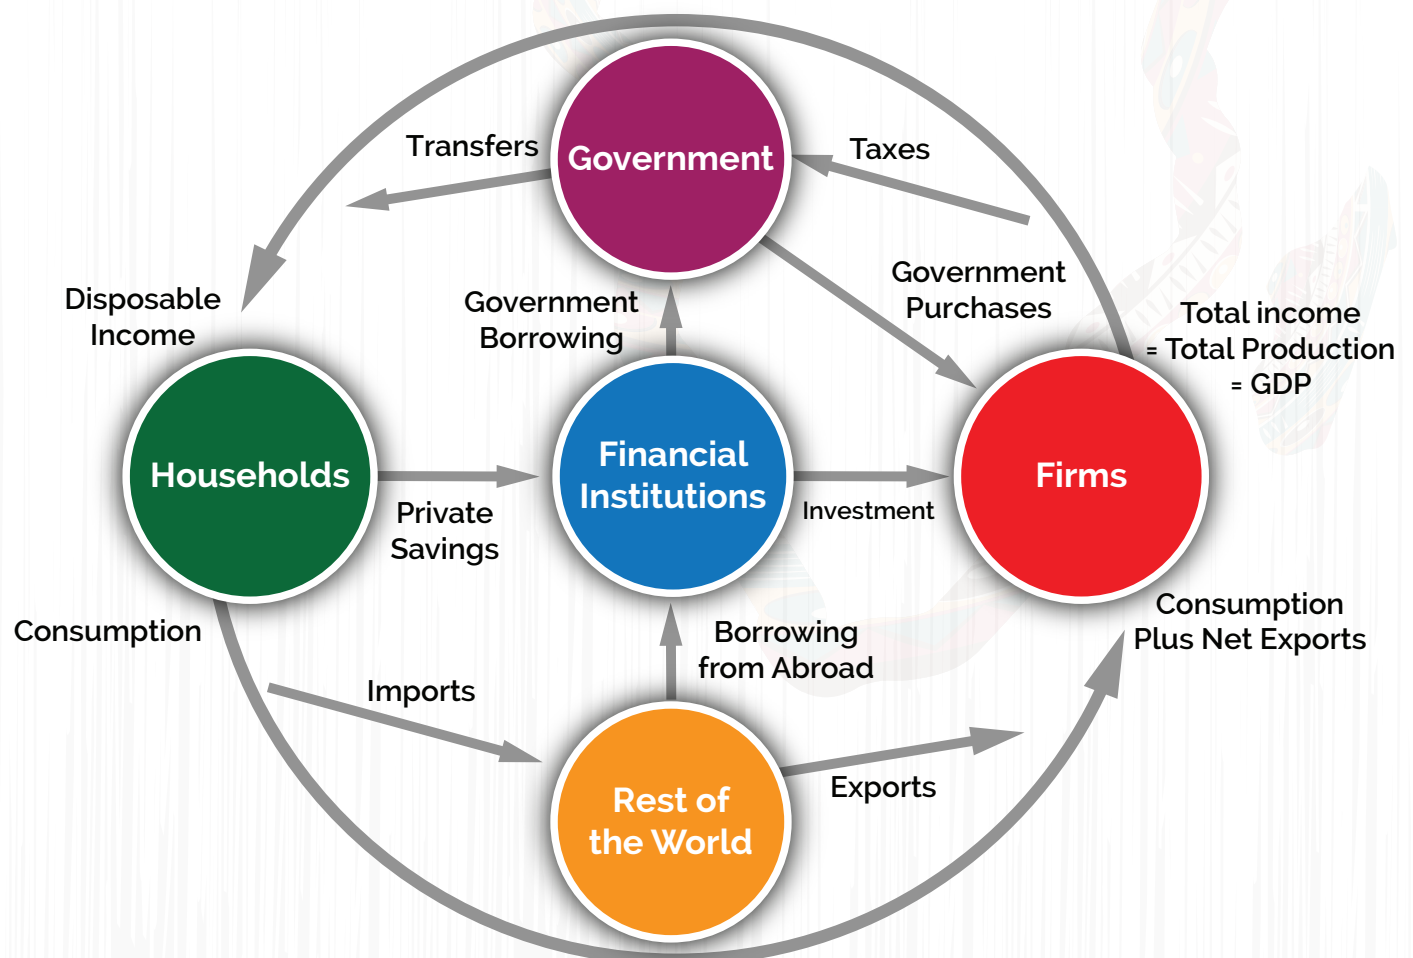 Transfers
Government
Taxes
Disposable
Income
Government
Borrowing
Government
Purchases
Total income
= Total Production
= GDP
Households
Financial
Institutions
Firms
Private
Savings
Investment
Consumption
Borrowing
from Abroad
Consumption
Plus Net Exports
Imports
Exports
Rest of
the World